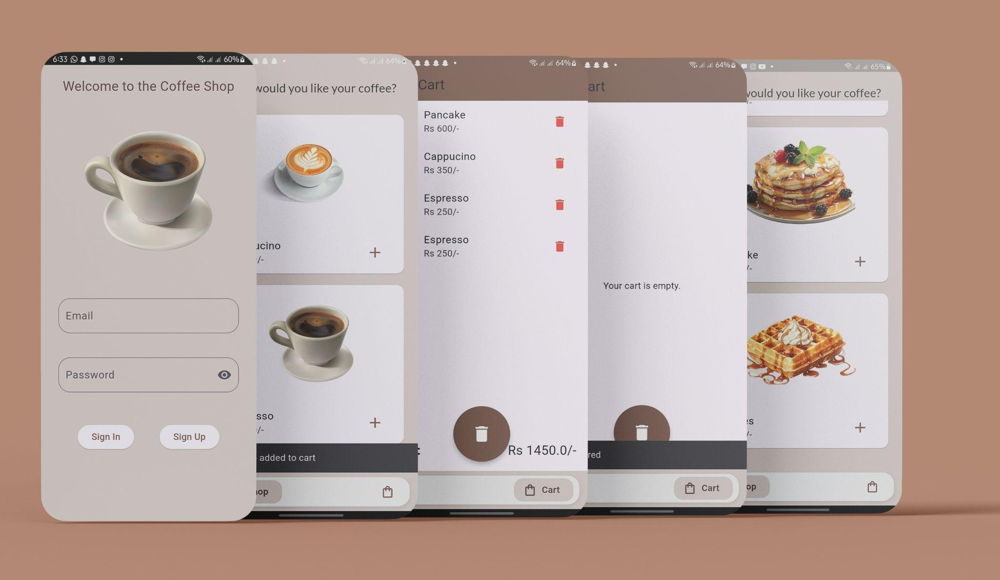 6:33
60%
Welcome to the Coffee Shop
Email
Password
Sign In
Sign Up
64%
would you like your coffee?
ucino
/-
sso
/-
added to cart
hop
64%
Cart
Pancake
Rs 600/-
Cappucino
Rs 350/-
Espresso
Rs 250/-
Espresso
Rs 250/-
:
Rs 1450.0/-
Cart
64%
art
Your cart is empty.
red
Cart
65%
would you like your coffee?
/-
ke
/-
es
/-
op